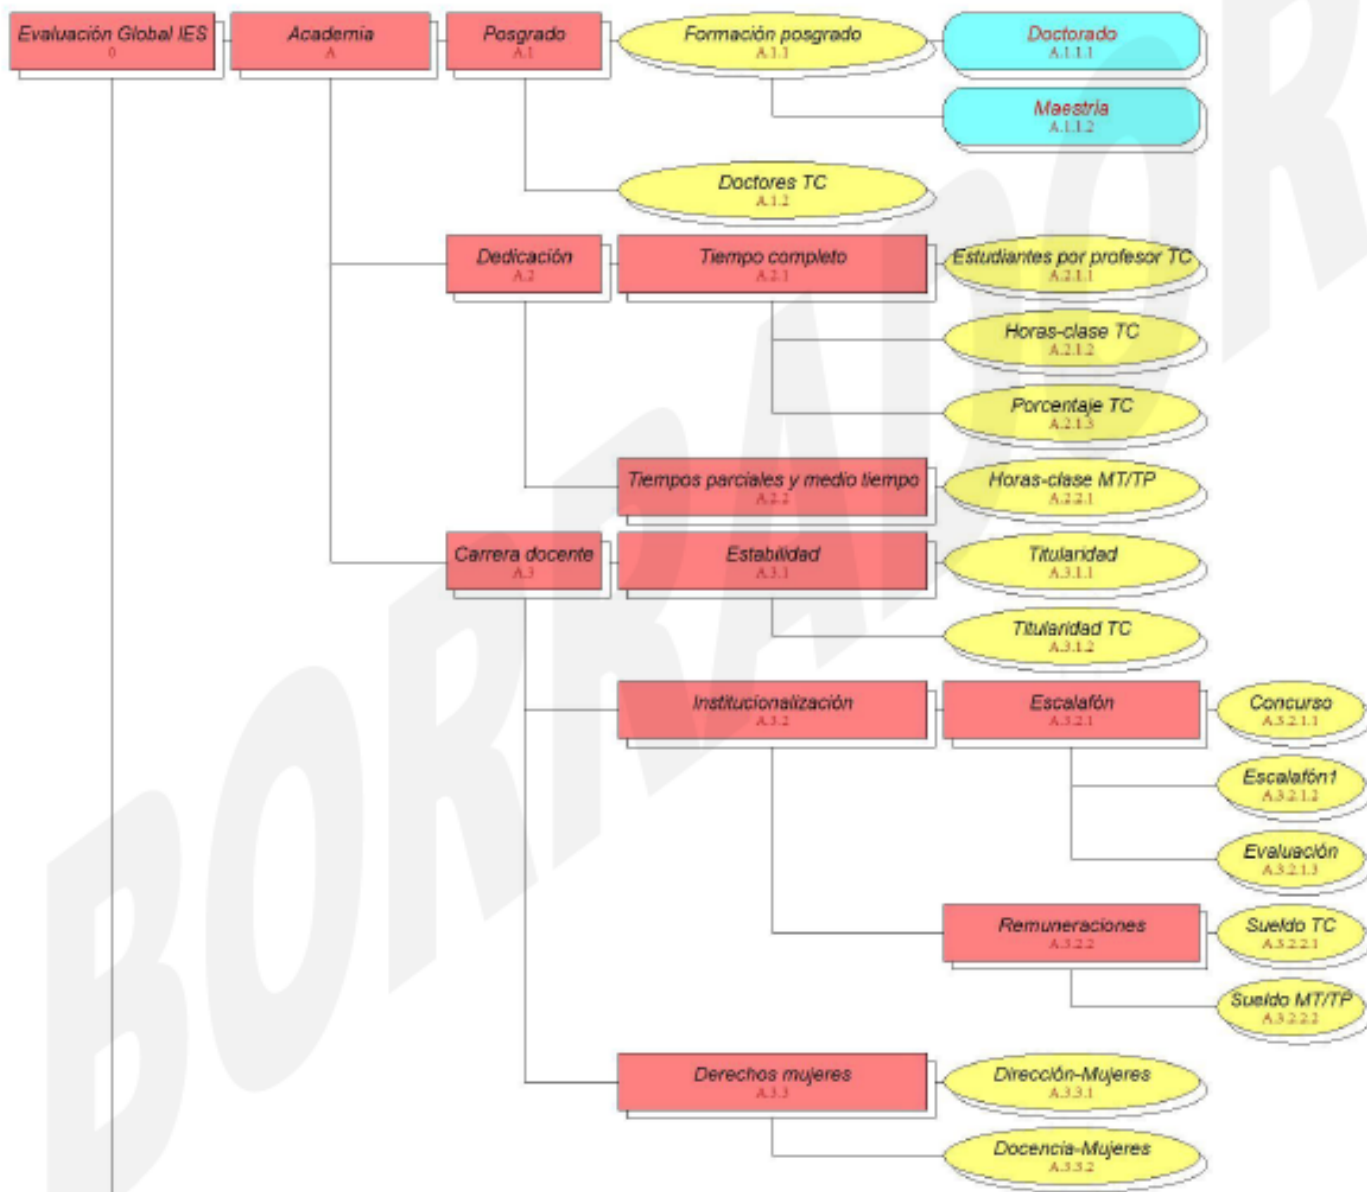 Evaluación Global IES
0
Academia
A
Posgrado
A.1
Formación posgrado
A.1.1
Doctorado
A.1.1.1
Maestría
A.1.1.2
Doctores TC
A.1.2
Dedicación
A.2
Tiempo completo
A.2.1
Estudiantes por profesor TC
A.2.1.1
Horas-clase TC
A.2.1.2
Porcentaje TC
A.2.1.3
Tiempos parciales y medio tiempo
A.2.2
Horas-clase MT/TP
A.2.2.1
Carrera docente
A.3
Estabilidad
A.3.1
Titularidad
A.3.1.1
Titularidad TC
A.3.1.2
Institucionalización
A.3.2
Escalafón
A.3.2.1
Concurso
A.3.2.1.1
Escalafón1
A.3.2.1.2
Evaluación
A.3.2.1.3
Remuneraciones
A.3.2.2
Sueldo TC
A.3.2.2.1
Sueldo MT/TP
A.3.2.2.2
Derechos mujeres
A.3.3
Dirección-Mujeres
A.3.3.1
Docencia-Mujeres
A.3.3.2
BORRADOR